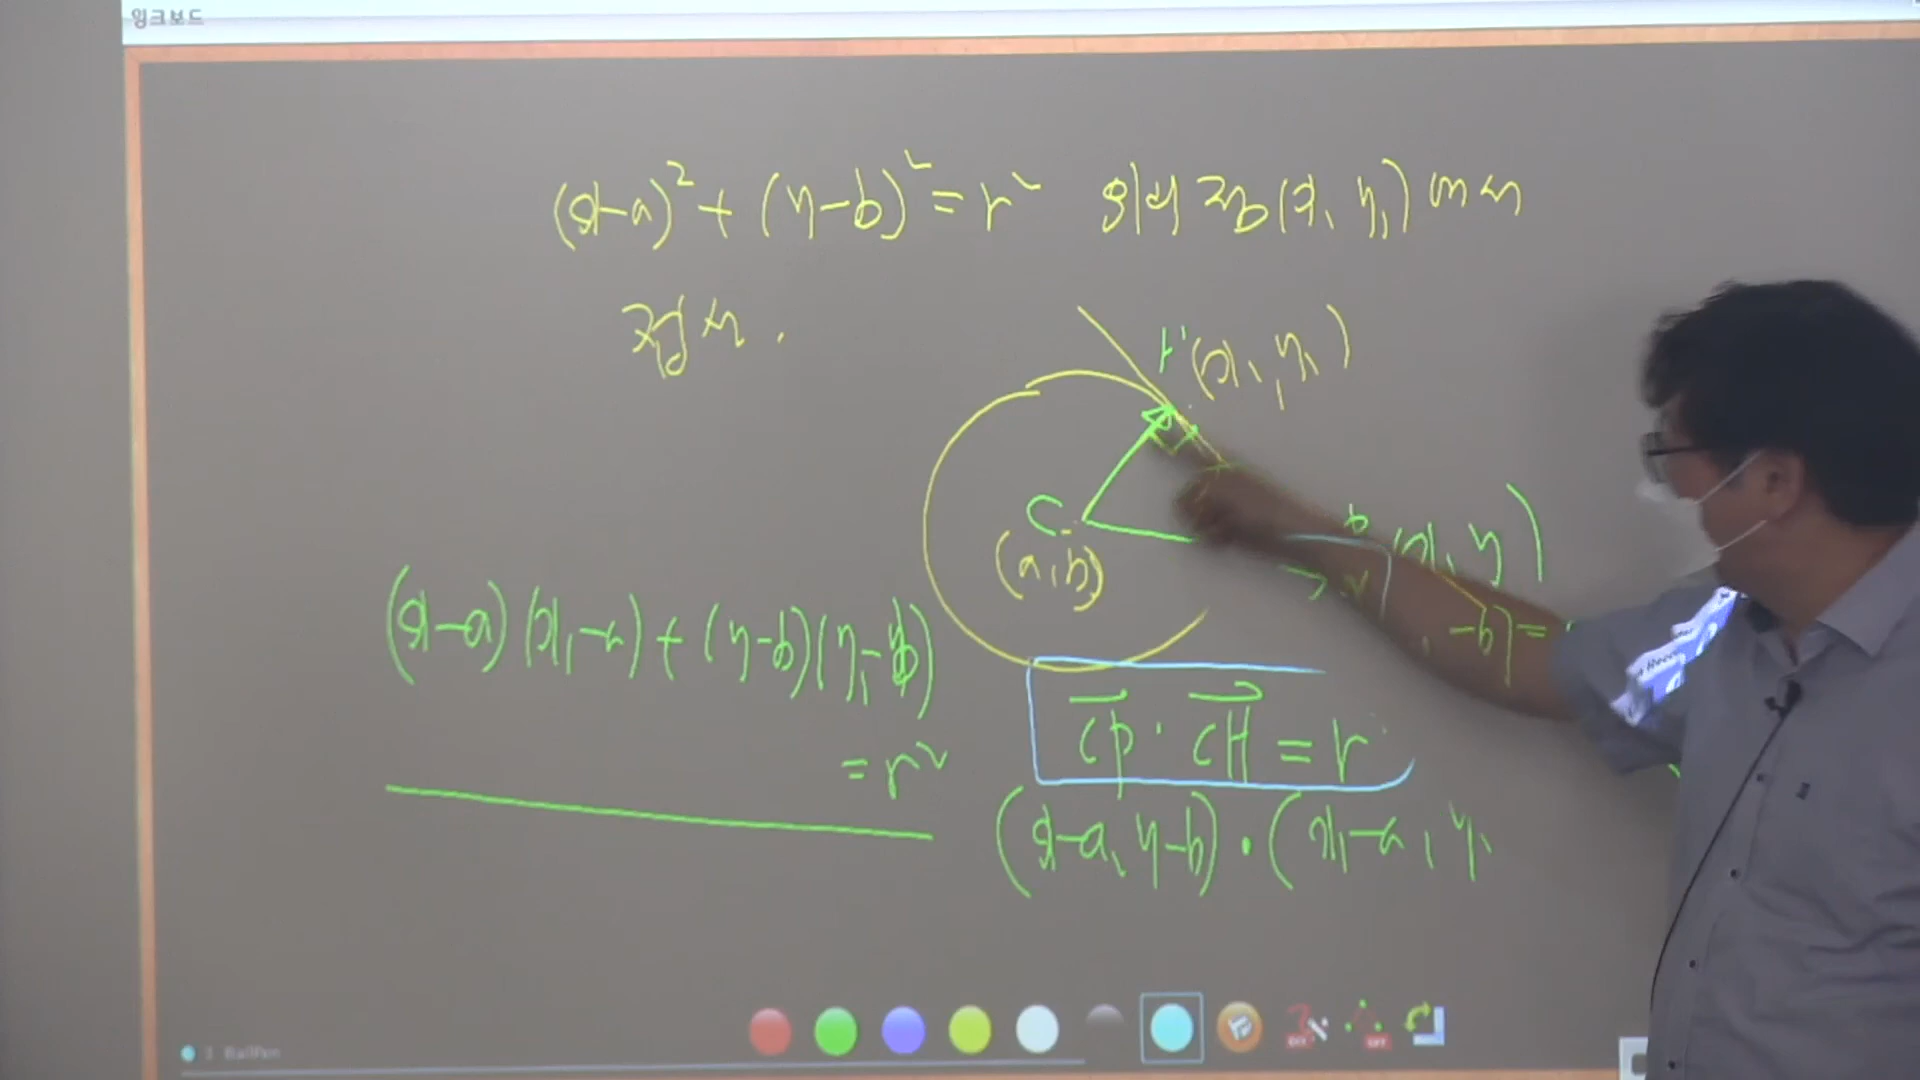 잉크보드
(x-a)² + (y-b)² = r² 위의 점(x₁ y₁) 에서
접선.
(x₁, y₁)
C
(a, b)
(x, y)
(x-a)(x₁-a) + (y-b)(y₁-b)
= r²
CP · CH = r
(x-a, y-b) · (x₁-a, y₁
BallPen